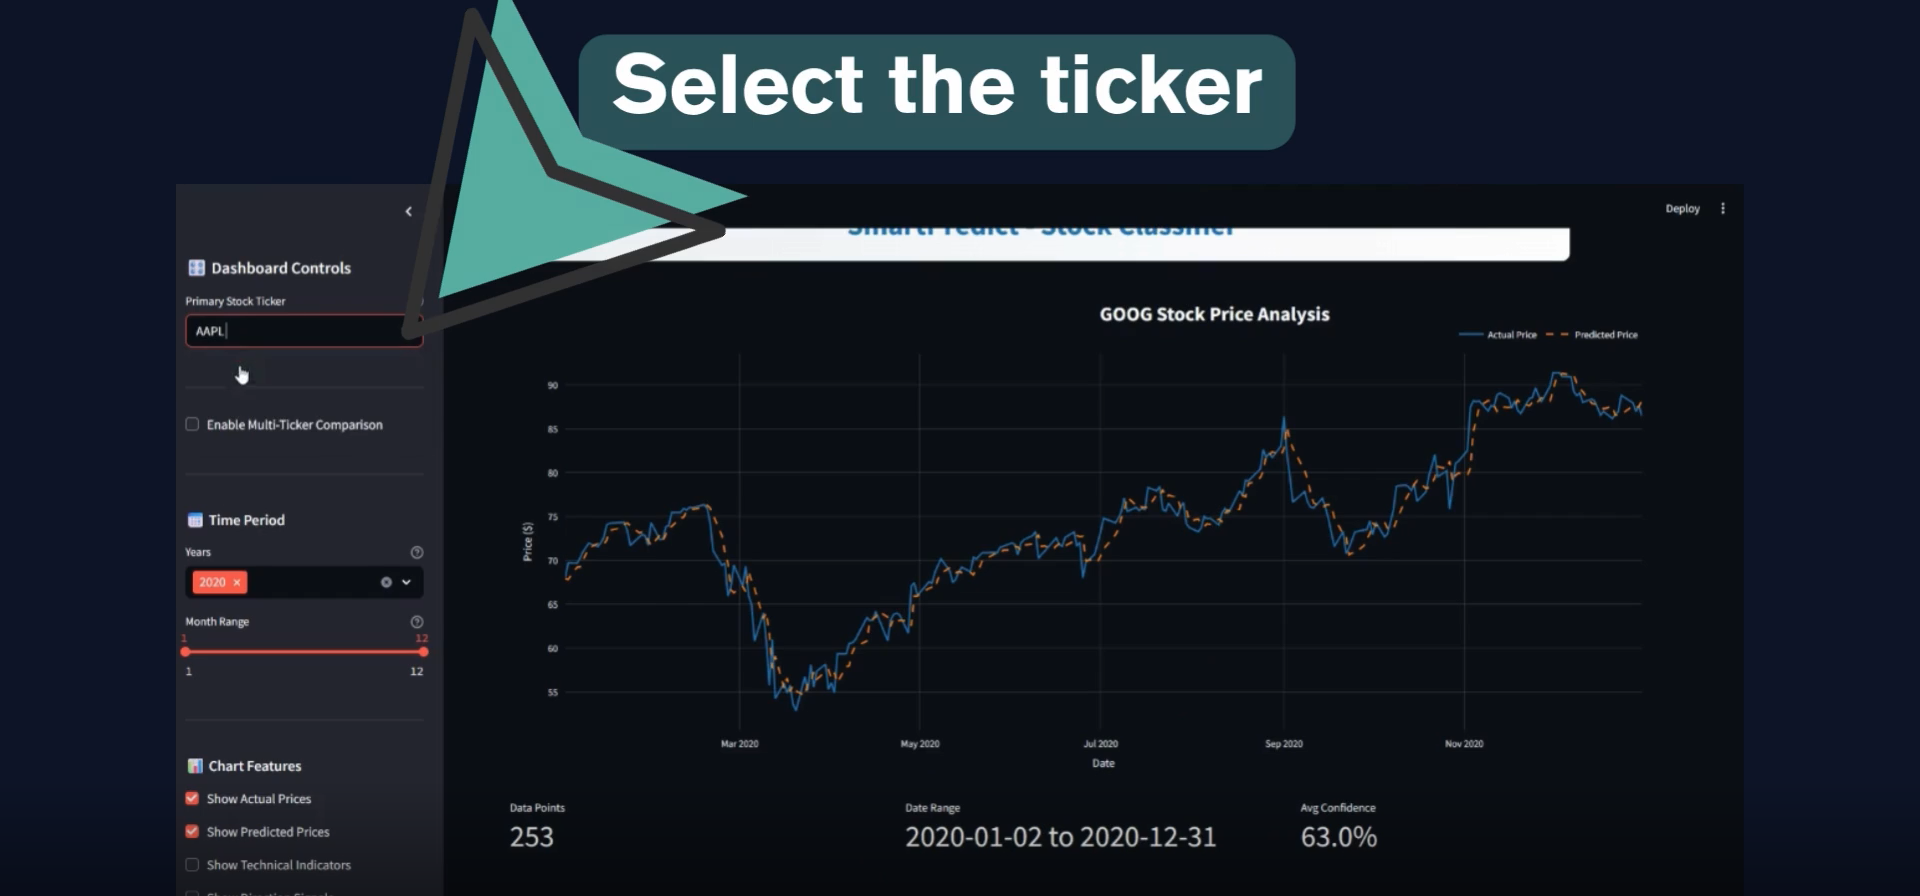 Select the ticker
Deploy
SmartPredict - Stock Classifier
Dashboard Controls
Primary Stock Ticker
AAPL
Enable Multi-Ticker Comparison
Time Period
Years
2020 ×
Month Range
1 12
1 12
Chart Features
Show Actual Prices
Show Predicted Prices
Show Technical Indicators
GOOG Stock Price Analysis
Actual Price Predicted Price
90
85
80
75
70
65
60
55
Price ($)
Mar 2020 May 2020 Jul 2020 Sep 2020 Nov 2020
Date
Data Points
253
Date Range
2020-01-02 to 2020-12-31
Avg Confidence
63.0%